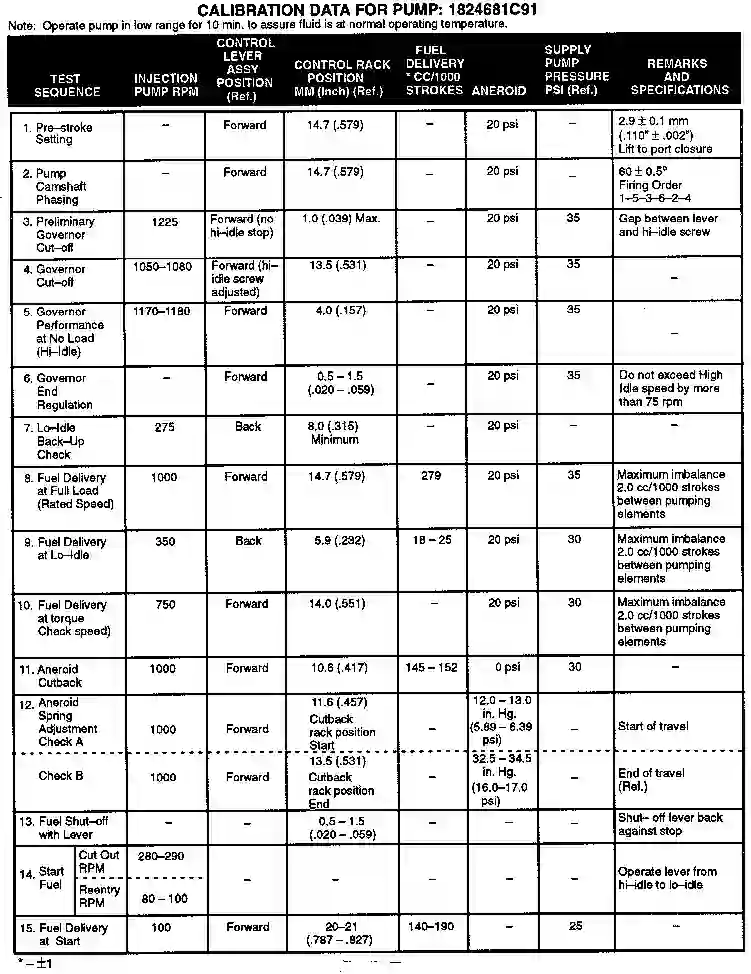 CALIBRATION DATA FOR PUMP: 1824681C91
Note: Operate pump in low range for 10 min. to assure fluid is at normal operating temperature.
TEST SEQUENCE | INJECTION PUMP RPM | CONTROL LEVER ASSY POSITION (Ref.) | CONTROL RACK POSITION MM (Inch) (Ref.) | FUEL DELIVERY * CC/1000 STROKES | ANEROID | SUPPLY PUMP PRESSURE PSI (Ref.) | REMARKS AND SPECIFICATIONS
1. Pre–stroke Setting | – | Forward | 14.7 (.579) | – | 20 psi | – | 2.9 ± 0.1 mm (.110" ± .002") Lift to port closure
2. Pump Camshaft Phasing | – | Forward | 14.7 (.579) | – | 20 psi | – | 60 ± 0.5° Firing Order 1–5–3–6–2–4
3. Preliminary Governor Cut–off | 1225 | Forward (no hi–idle stop) | 1.0 (.039) Max. | – | 20 psi | 35 | Gap between lever and hi–idle screw
4. Governor Cut–off | 1050–1080 | Forward (hi–idle screw adjusted) | 13.5 (.531) | – | 20 psi | 35 | –
5. Governor Performance at No Load (Hi–Idle) | 1170–1180 | Forward | 4.0 (.157) | – | 20 psi | 35 | –
6. Governor End Regulation | – | Forward | 0.5 – 1.5 (.020 – .059) | – | 20 psi | 35 | Do not exceed High Idle speed by more than 75 rpm
7. Lo–Idle Back–Up Check | 275 | Back | 8.0 (.315) Minimum | – | 20 psi | – | –
8. Fuel Delivery at Full Load (Rated Speed) | 1000 | Forward | 14.7 (.579) | 279 | 20 psi | 35 | Maximum imbalance 2.0 cc/1000 strokes between pumping elements
9. Fuel Delivery at Lo–Idle | 350 | Back | 5.9 (.232) | 18 – 25 | 20 psi | 30 | Maximum imbalance 2.0 cc/1000 strokes between pumping elements
10. Fuel Delivery at torque Check speed) | 750 | Forward | 14.0 (.551) | – | 20 psi | 30 | Maximum imbalance 2.0 cc/1000 strokes between pumping elements
11. Aneroid Cutback | 1000 | Forward | 10.6 (.417) | 145 – 152 | 0 psi | 30 | –
12. Aneroid Spring Adjustment Check A | 1000 | Forward | 11.6 (.457) Cutback rack position Start | – | 12.0 – 13.0 in. Hg. (5.89 – 6.39 psi) | – | Start of travel
Check B | 1000 | Forward | 13.5 (.531) Cutback rack position End | – | 32.5 – 34.5 in. Hg. (16.0–17.0 psi) | – | End of travel (Rel.)
13. Fuel Shut–off with Lever | – | – | 0.5 – 1.5 (.020 – .059) | – | – | – | Shut– off lever back against stop
14. Start Fuel | Cut Out RPM | 280–290 | – | – | – | – | – | Operate lever from hi–idle to lo–idle
Reentry RPM | 80 – 100
15. Fuel Delivery at Start | 100 | Forward | 20–21 (.787 – .827) | 140–190 | – | 25 | –
* – ±1